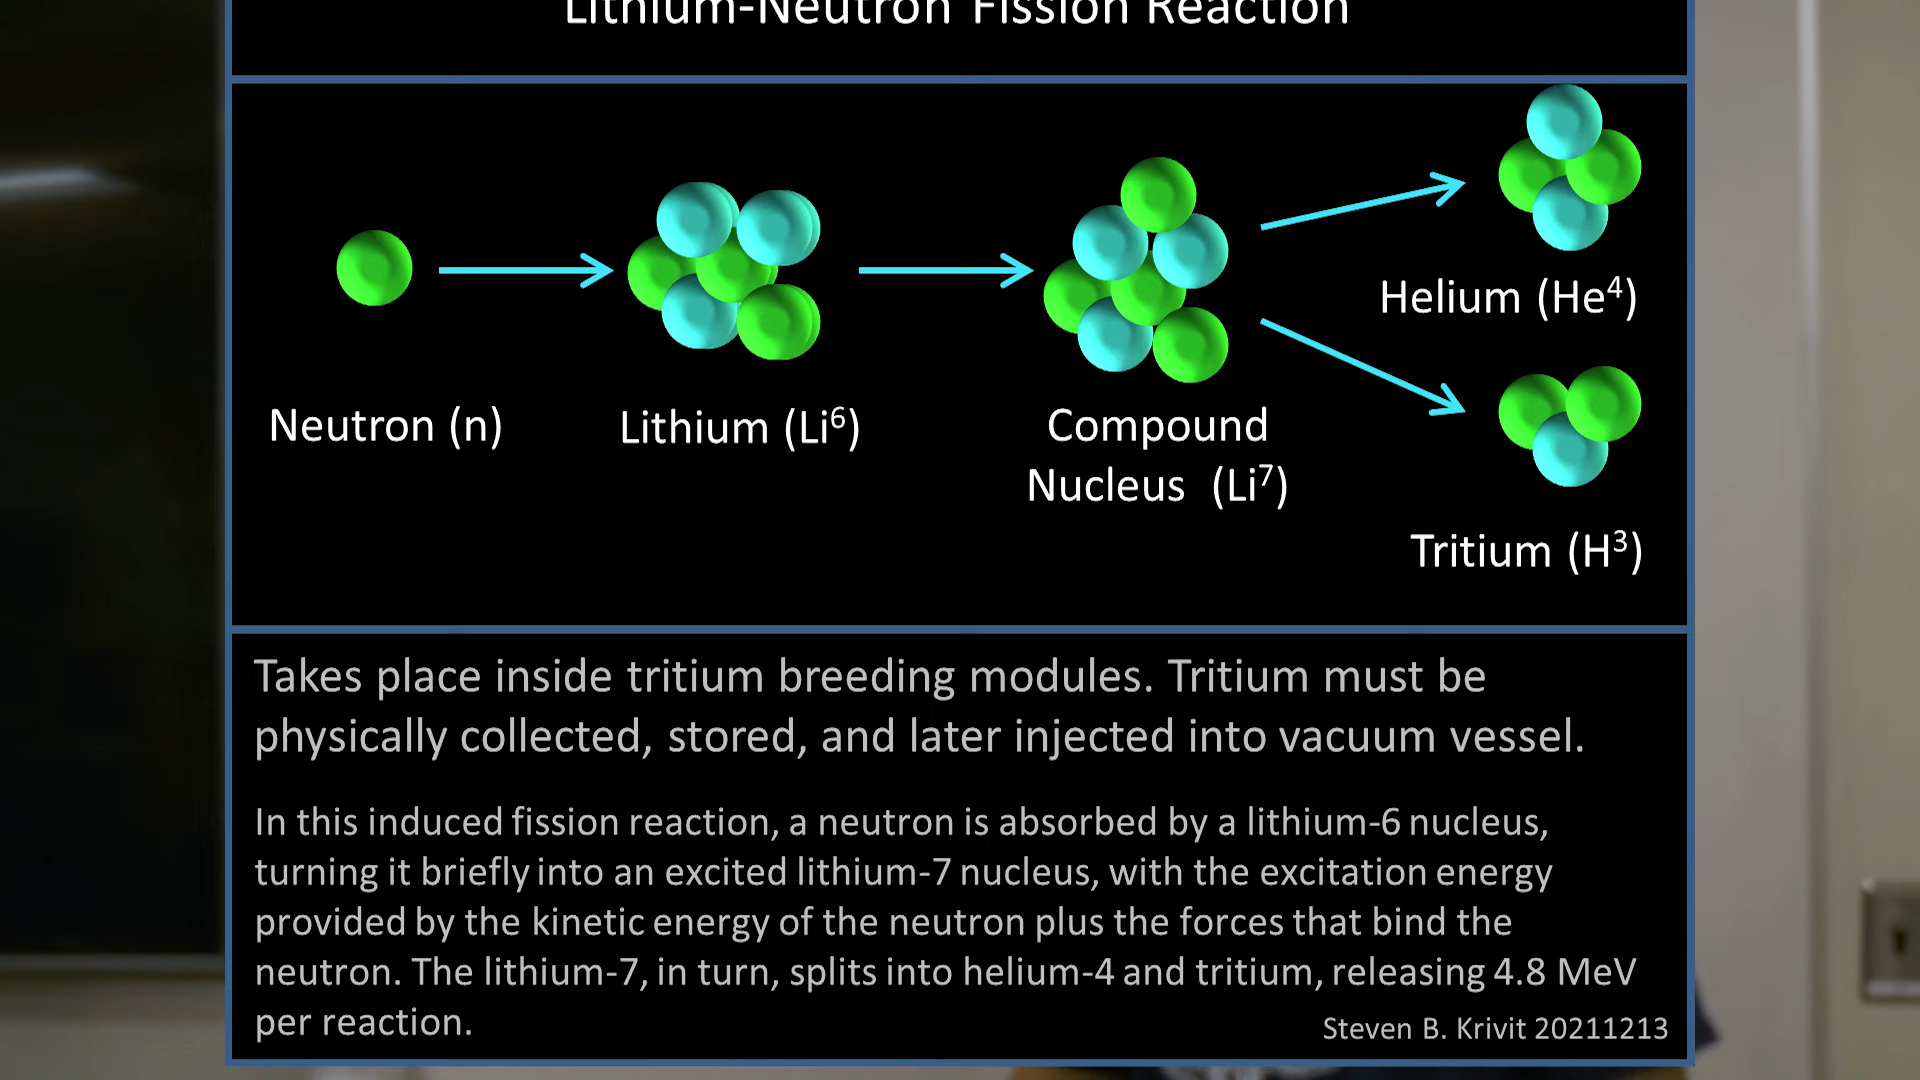 Lithium-Neutron Fission Reaction
Helium (He⁴)
Neutron (n)
Lithium (Li⁶)
Compound
Nucleus (Li⁷)
Tritium (H³)
Takes place inside tritium breeding modules. Tritium must be
physically collected, stored, and later injected into vacuum vessel.
In this induced fission reaction, a neutron is absorbed by a lithium-6 nucleus,
turning it briefly into an excited lithium-7 nucleus, with the excitation energy
provided by the kinetic energy of the neutron plus the forces that bind the
neutron. The lithium-7, in turn, splits into helium-4 and tritium, releasing 4.8 MeV
per reaction.
Steven B. Krivit 20211213